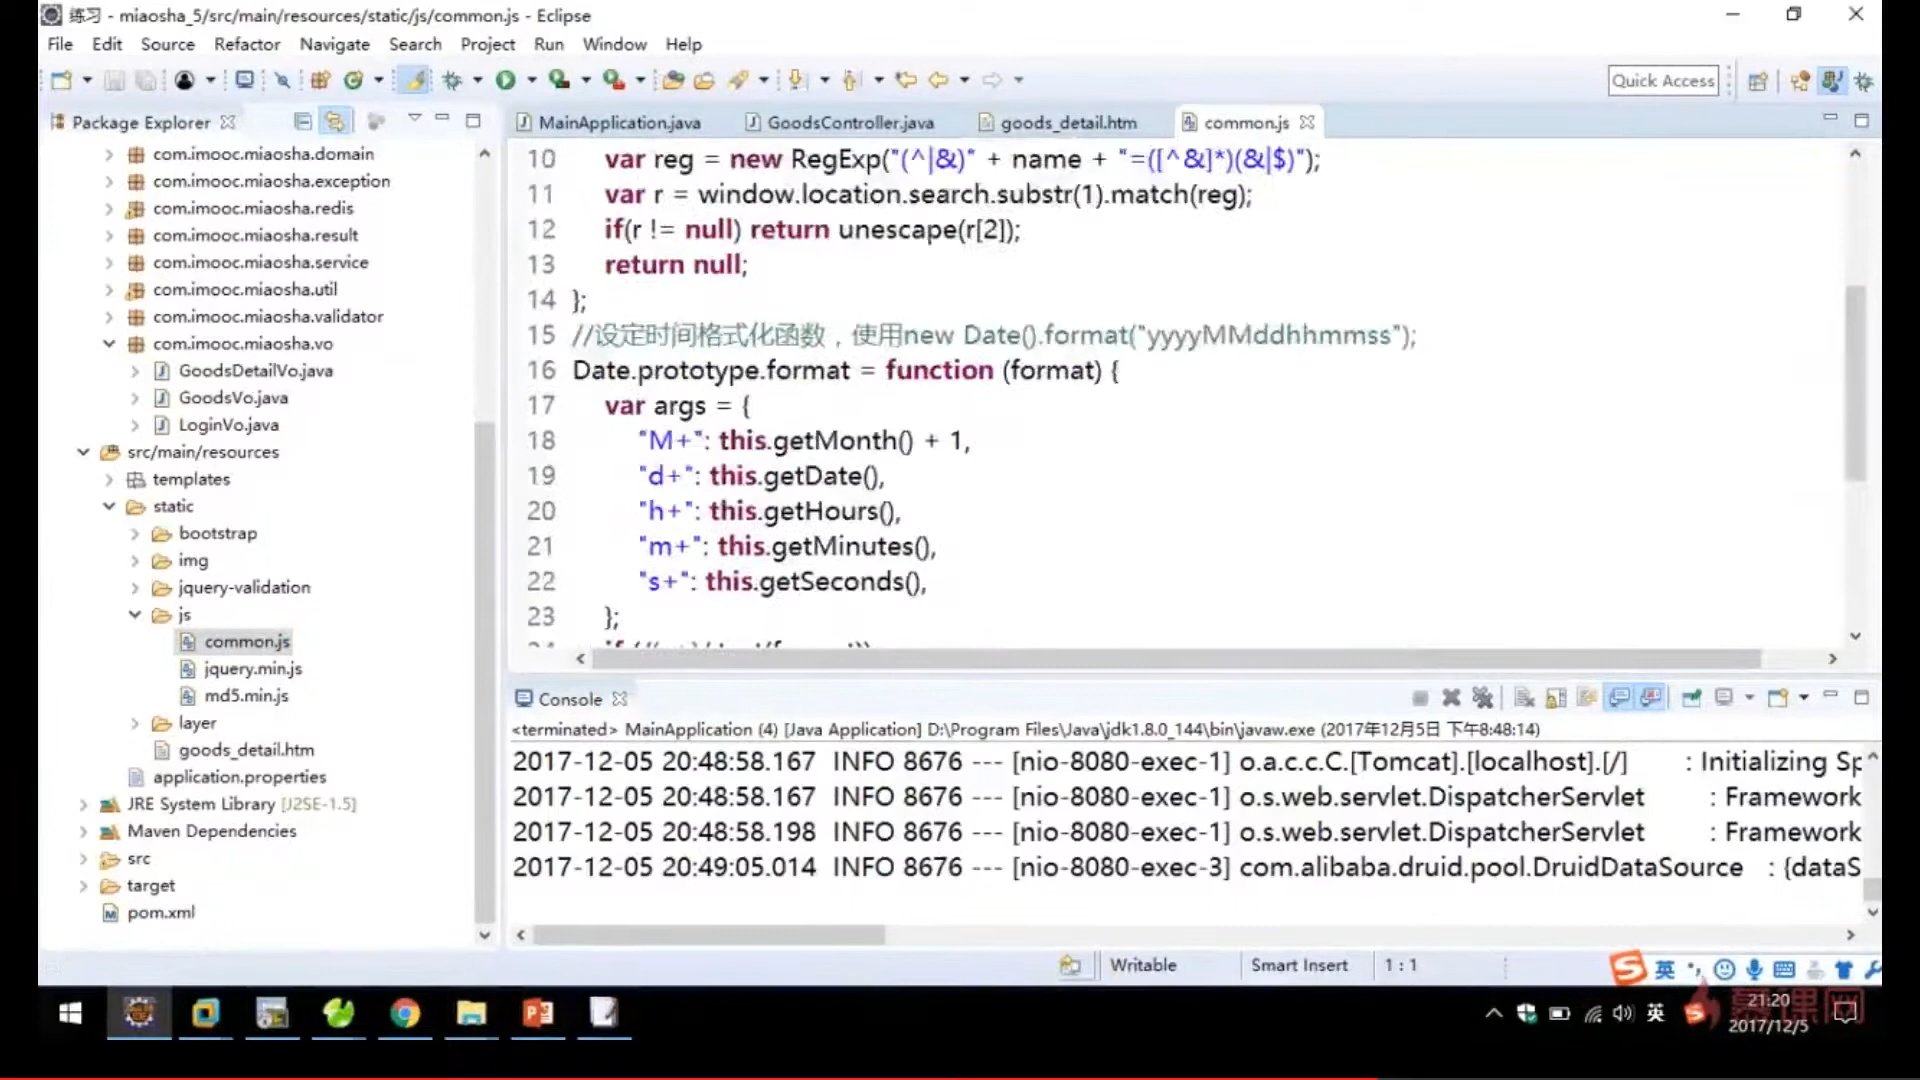 练习 - miaosha_5/src/main/resources/static/js/common.js - Eclipse
File Edit Source Refactor Navigate Search Project Run Window Help
Quick Access
Package Explorer
com.imooc.miaosha.domain
com.imooc.miaosha.exception
com.imooc.miaosha.redis
com.imooc.miaosha.result
com.imooc.miaosha.service
com.imooc.miaosha.util
com.imooc.miaosha.validator
com.imooc.miaosha.vo
GoodsDetailVo.java
GoodsVo.java
LoginVo.java
src/main/resources
templates
static
bootstrap
img
jquery-validation
js
common.js
jquery.min.js
md5.min.js
layer
goods_detail.htm
application.properties
JRE System Library [J2SE-1.5]
Maven Dependencies
src
target
pom.xml
MainApplication.java GoodsController.java goods_detail.htm common.js
10 var reg = new RegExp("(^|&)" + name + "=([^&]*)(&|$)");
11 var r = window.location.search.substr(1).match(reg);
12 if(r != null) return unescape(r[2]);
13 return null;
14 };
15 //设定时间格式化函数，使用new Date().format("yyyyMMddhhmmss");
16 Date.prototype.format = function (format) {
17 var args = {
18 "M+": this.getMonth() + 1,
19 "d+": this.getDate(),
20 "h+": this.getHours(),
21 "m+": this.getMinutes(),
22 "s+": this.getSeconds(),
23 };
Console
<terminated> MainApplication (4) [Java Application] D:\Program Files\Java\jdk1.8.0_144\bin\javaw.exe (2017年12月5日 下午8:48:14)
2017-12-05 20:48:58.167 INFO 8676 --- [nio-8080-exec-1] o.a.c.c.C.[Tomcat].[localhost].[/] : Initializing Sp
2017-12-05 20:48:58.167 INFO 8676 --- [nio-8080-exec-1] o.s.web.servlet.DispatcherServlet : Framework
2017-12-05 20:48:58.198 INFO 8676 --- [nio-8080-exec-1] o.s.web.servlet.DispatcherServlet : Framework
2017-12-05 20:49:05.014 INFO 8676 --- [nio-8080-exec-3] com.alibaba.druid.pool.DruidDataSource : {dataS
Writable Smart Insert 1 : 1
英
英
21:20
2017/12/5
慕课网